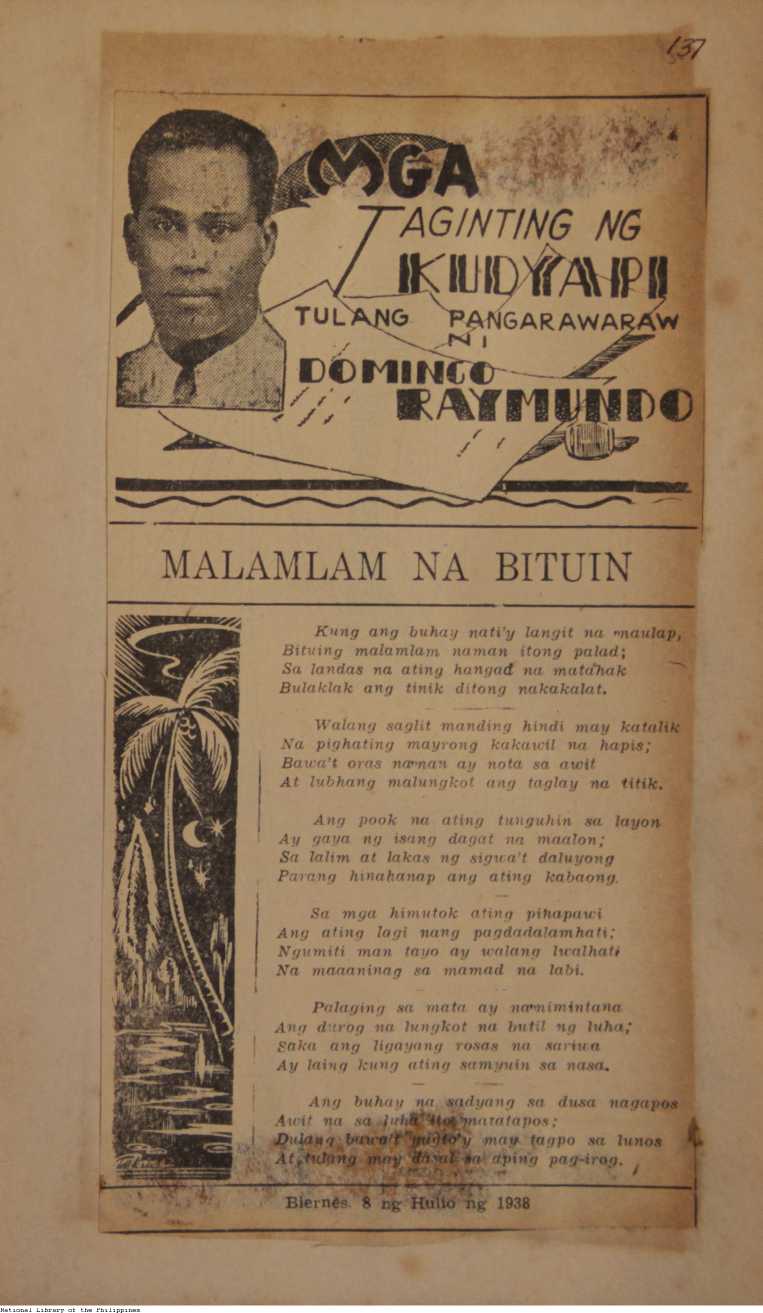 137
MGA
TAGINTING NG
KUDYAPI
TULANG PANGARAWARAW
NI
DOMINGO
RAYMUNDO
MALAMLAM NA BITUIN
Kung ang buhay nati'y langit na maulap,
Bituing malamlam naman itong palad;
Sa landas na ating hangad na matahak
Bulaklak ang tinik ditong nakakalat.
Walang saglit manding hindi may katalik
Na pighating mayrong kakawil na hapis;
Bawa't oras naman ay nota sa awit
At lubhang malungkot ang taglay na titik.
Ang pook na ating tunguhin sa layon
Ay gaya ng isang dagat na maalon;
Sa lalim at lakas ng sigwa't daluyong
Parang hinahanap ang ating kabaong.
Sa mga himutok ating pinapawi
Ang ating lagi nang pagdadalamhati;
Ngumiti man tayo ay walang lwalhati
Na maaaninag sa mamad na labi.
Palaging sa mata ay namimintana
Ang durog na lungkot na butil ng luha;
Saka ang ligayang rosas na sariwa
Ay laing kung ating samyuin sa nasa.
Ang buhay na sadyang sa dusa nagapos
Awit na sa luha matatapos;
Dulang bawa't yugto'y may tagpo sa lunos
At tulang may dasal sa aping pag-irog.
Biernes, 8 ng Hulio ng 1938
National Library of the Philippines